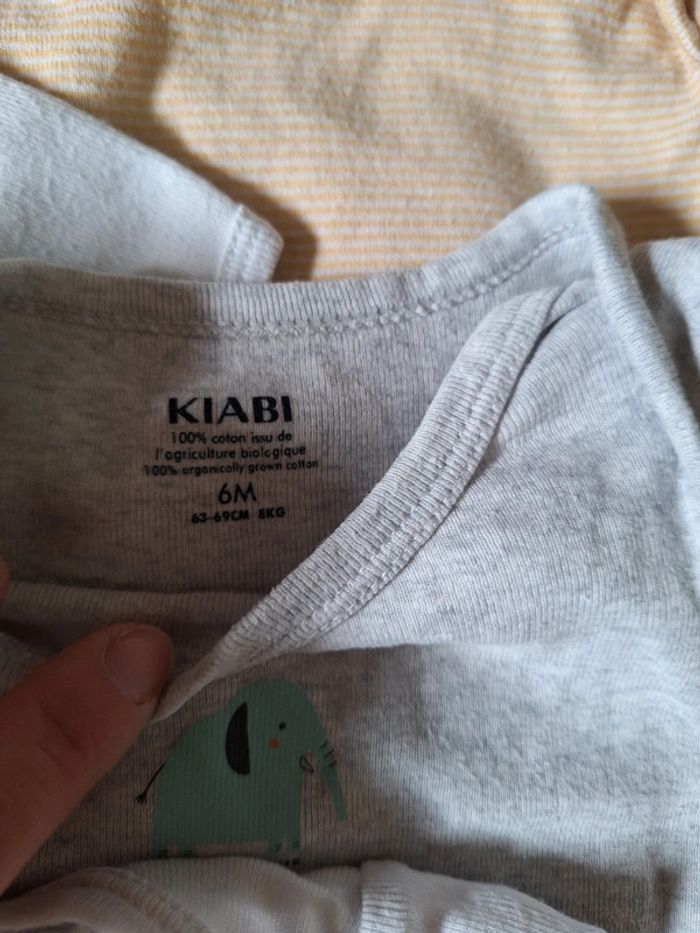 KIABI
100% coton issu de
l'agriculture biologique
100% organically grown cotton
6M
63-69CM 8KG